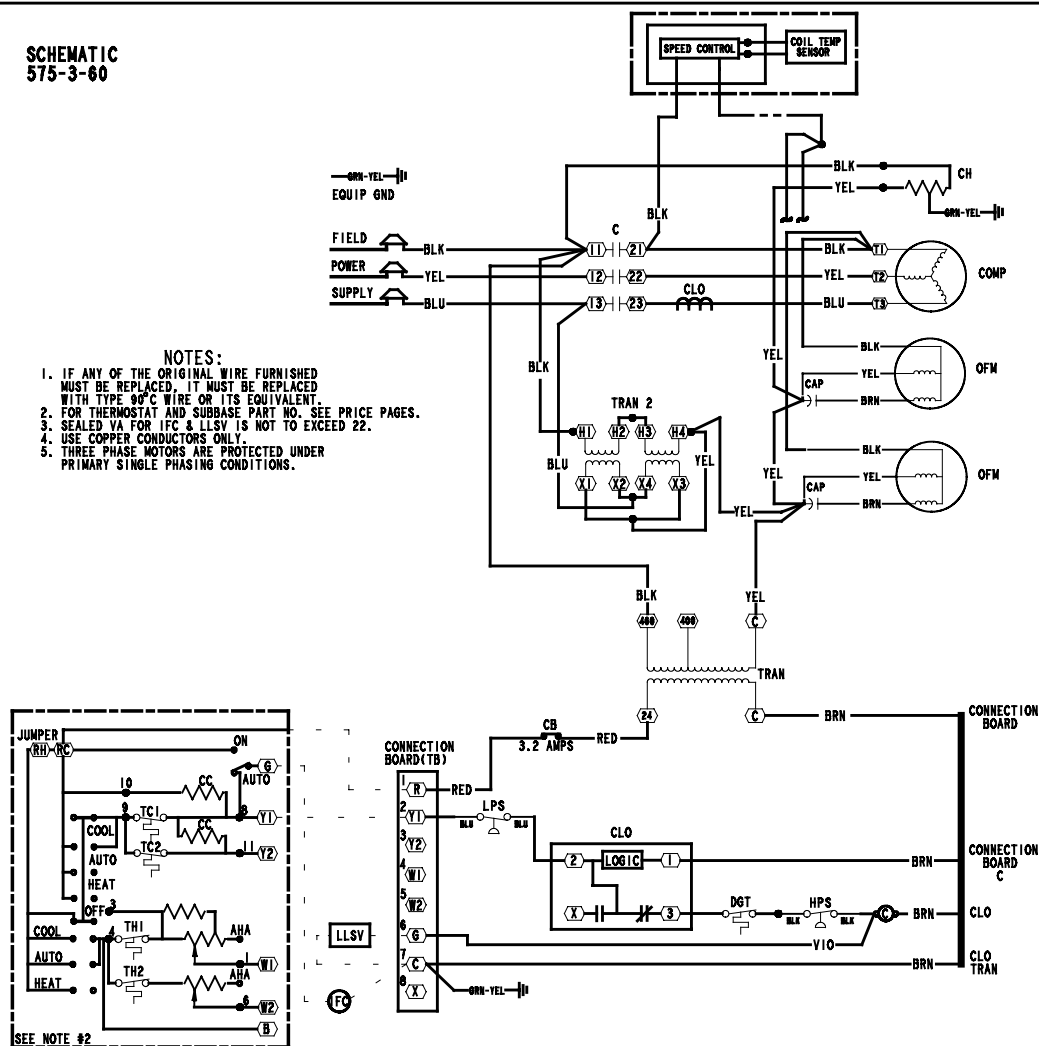 SCHEMATIC
575-3-60
SPEED CONTROL
COIL TEMP
SENSOR
GRN-YEL
EQUIP GND
BLK
CH
YEL
GRN-YEL
BLK
C
FIELD
BLK
11
21
BLK
T1
POWER
YEL
12
22
YEL
T2
COMP
SUPPLY
BLU
13
23
CLO
BLU
T3
NOTES:
1. IF ANY OF THE ORIGINAL WIRE FURNISHED
MUST BE REPLACED, IT MUST BE REPLACED
WITH TYPE 90°C WIRE OR ITS EQUIVALENT.
2. FOR THERMOSTAT AND SUBBASE PART NO. SEE PRICE PAGES.
3. SEALED VA FOR IFC & LLSV IS NOT TO EXCEED 22.
4. USE COPPER CONDUCTORS ONLY.
5. THREE PHASE MOTORS ARE PROTECTED UNDER
PRIMARY SINGLE PHASING CONDITIONS.
BLK
YEL
BLK
YEL
OFM
CAP
BRN
TRAN 2
H1
H2
H3
H4
BLU
YEL
YEL
X1
X2
X4
X3
BLK
YEL
OFM
CAP
BRN
YEL
BLK
YEL
C
TRAN
24
C
BRN
CONNECTION
BOARD
CB
3.2 AMPS
RED
CONNECTION
BOARD(TB)
JUMPER
RH
RC
ON
G
AUTO
10
CC
9
TC1
8
Y1
COOL
CC
TC2
11
Y2
AUTO
HEAT
OFF
3
COOL
4
TH1
AHA
1
W1
AUTO
TH2
AHA
HEAT
6
W2
B
SEE NOTE #2
LLSV
IFC
1
R
RED
2
Y1
BLU
LPS
BLU
3
Y2
4
W1
5
W2
6
G
7
C
8
X
GRN-YEL
CLO
2
LOGIC
1
BRN
CONNECTION
BOARD
C
X
3
DGT
BLK
HPS
BLK
C
BRN
CLO
VIO
BRN
CLO
TRAN